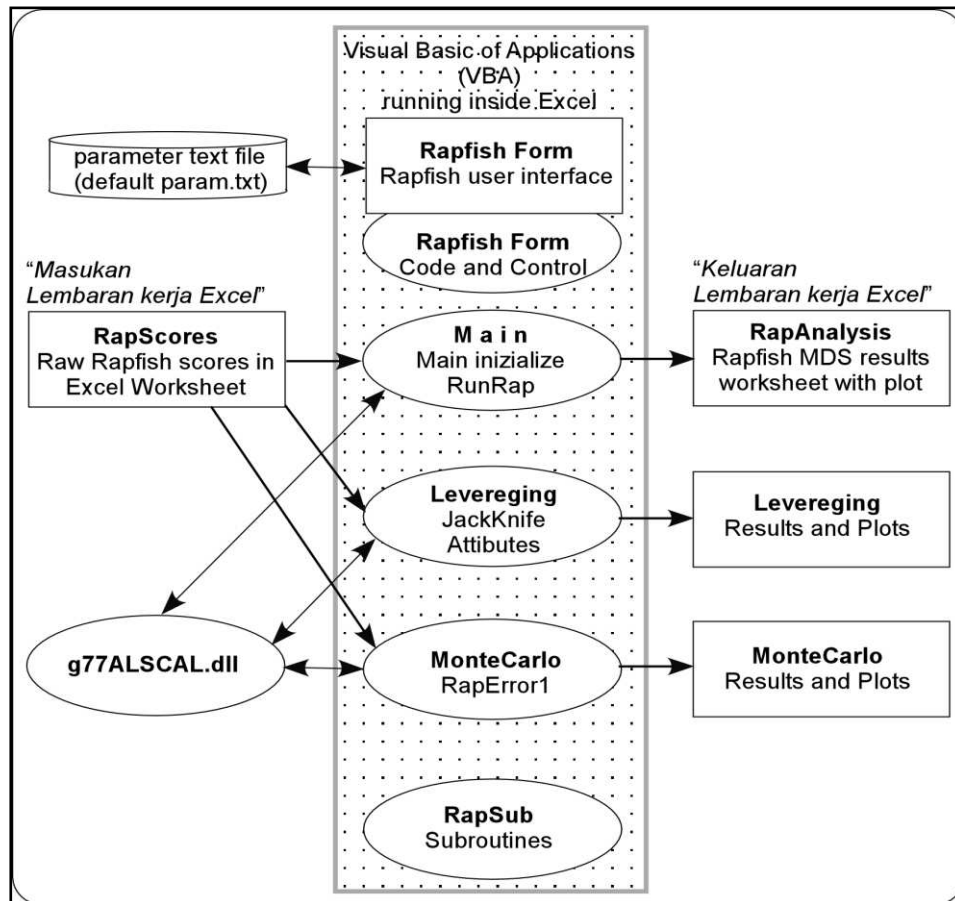 Visual Basic of Applications
(VBA)
running inside Excel
parameter text file
(default param.txt)
Rapfish Form
Rapfish user interface
Rapfish Form
Code and Control
“Masukan
Lembaran kerja Excel”
RapScores
Raw Rapfish scores in
Excel Worksheet
M a i n
Main inizialize
RunRap
“Keluaran
Lembaran kerja Excel”
RapAnalysis
Rapfish MDS results
worksheet with plot
Levereging
JackKnife
Attibutes
Levereging
Results and Plots
g77ALSCAL.dll
MonteCarlo
RapError1
MonteCarlo
Results and Plots
RapSub
Subroutines